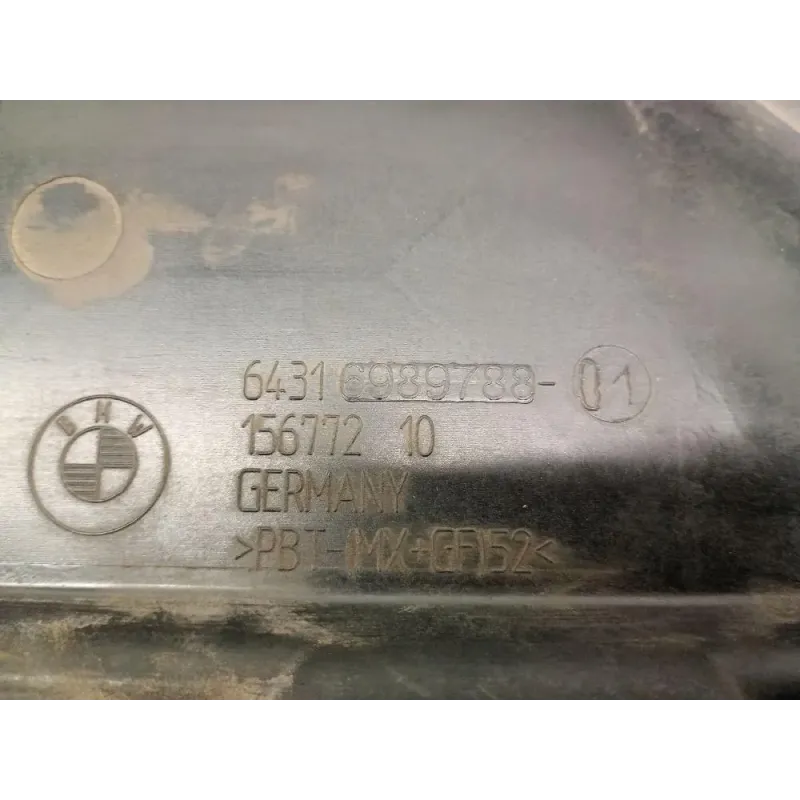 BMW
6431 6989788-01
156772 10
GERMANY
>PBT-(MX+GF)52<